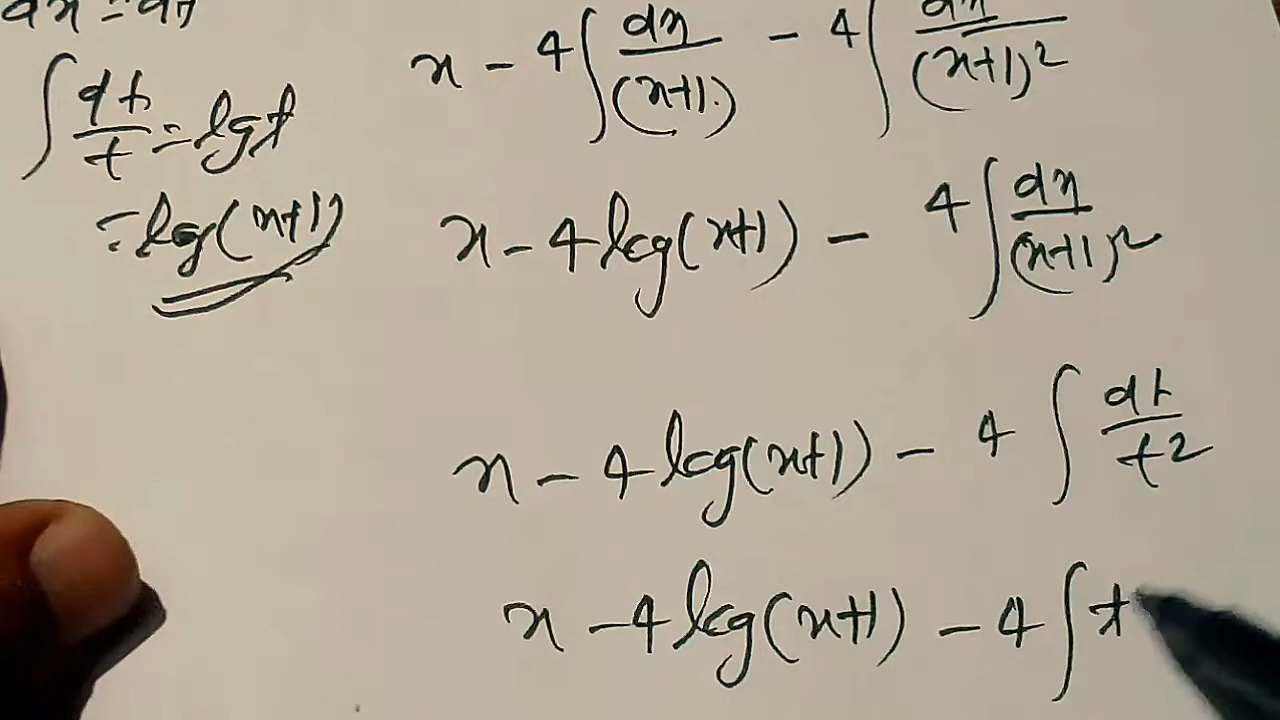 dx = dt
∫ dt/t = log t
= log(x+1)
x - 4 ∫ dx/(x+1) - 4 ∫ dx/(x+1)²
x - 4 log(x+1) - 4 ∫ dx/(x+1)²
x - 4 log(x+1) - 4 ∫ dt/t²
x - 4 log(x+1) - 4 ∫ t